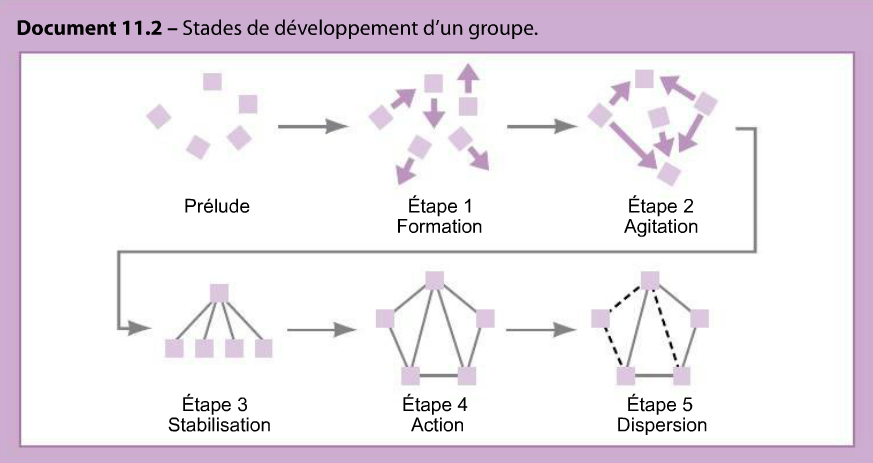 Document 11.2 – Stades de développement d’un groupe.
Prélude
Étape 1
Formation
Étape 2
Agitation
Étape 3
Stabilisation
Étape 4
Action
Étape 5
Dispersion